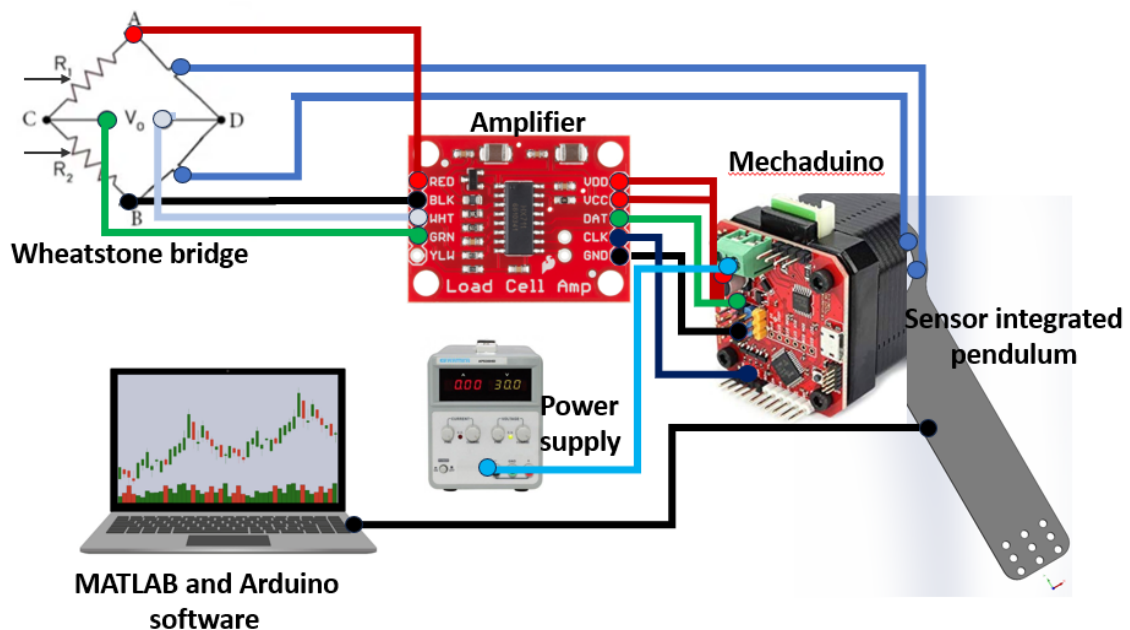 A
R1
C
Vo
D
R2
B
Wheatstone bridge
Amplifier
RED
BLK
WHT
GRN
YLW
VDD
VCC
DAT
CLK
GND
Load Cell Amp
Mechaduino
Sensor integrated
pendulum
0.00 30.0
Power
supply
MATLAB and Arduino
software